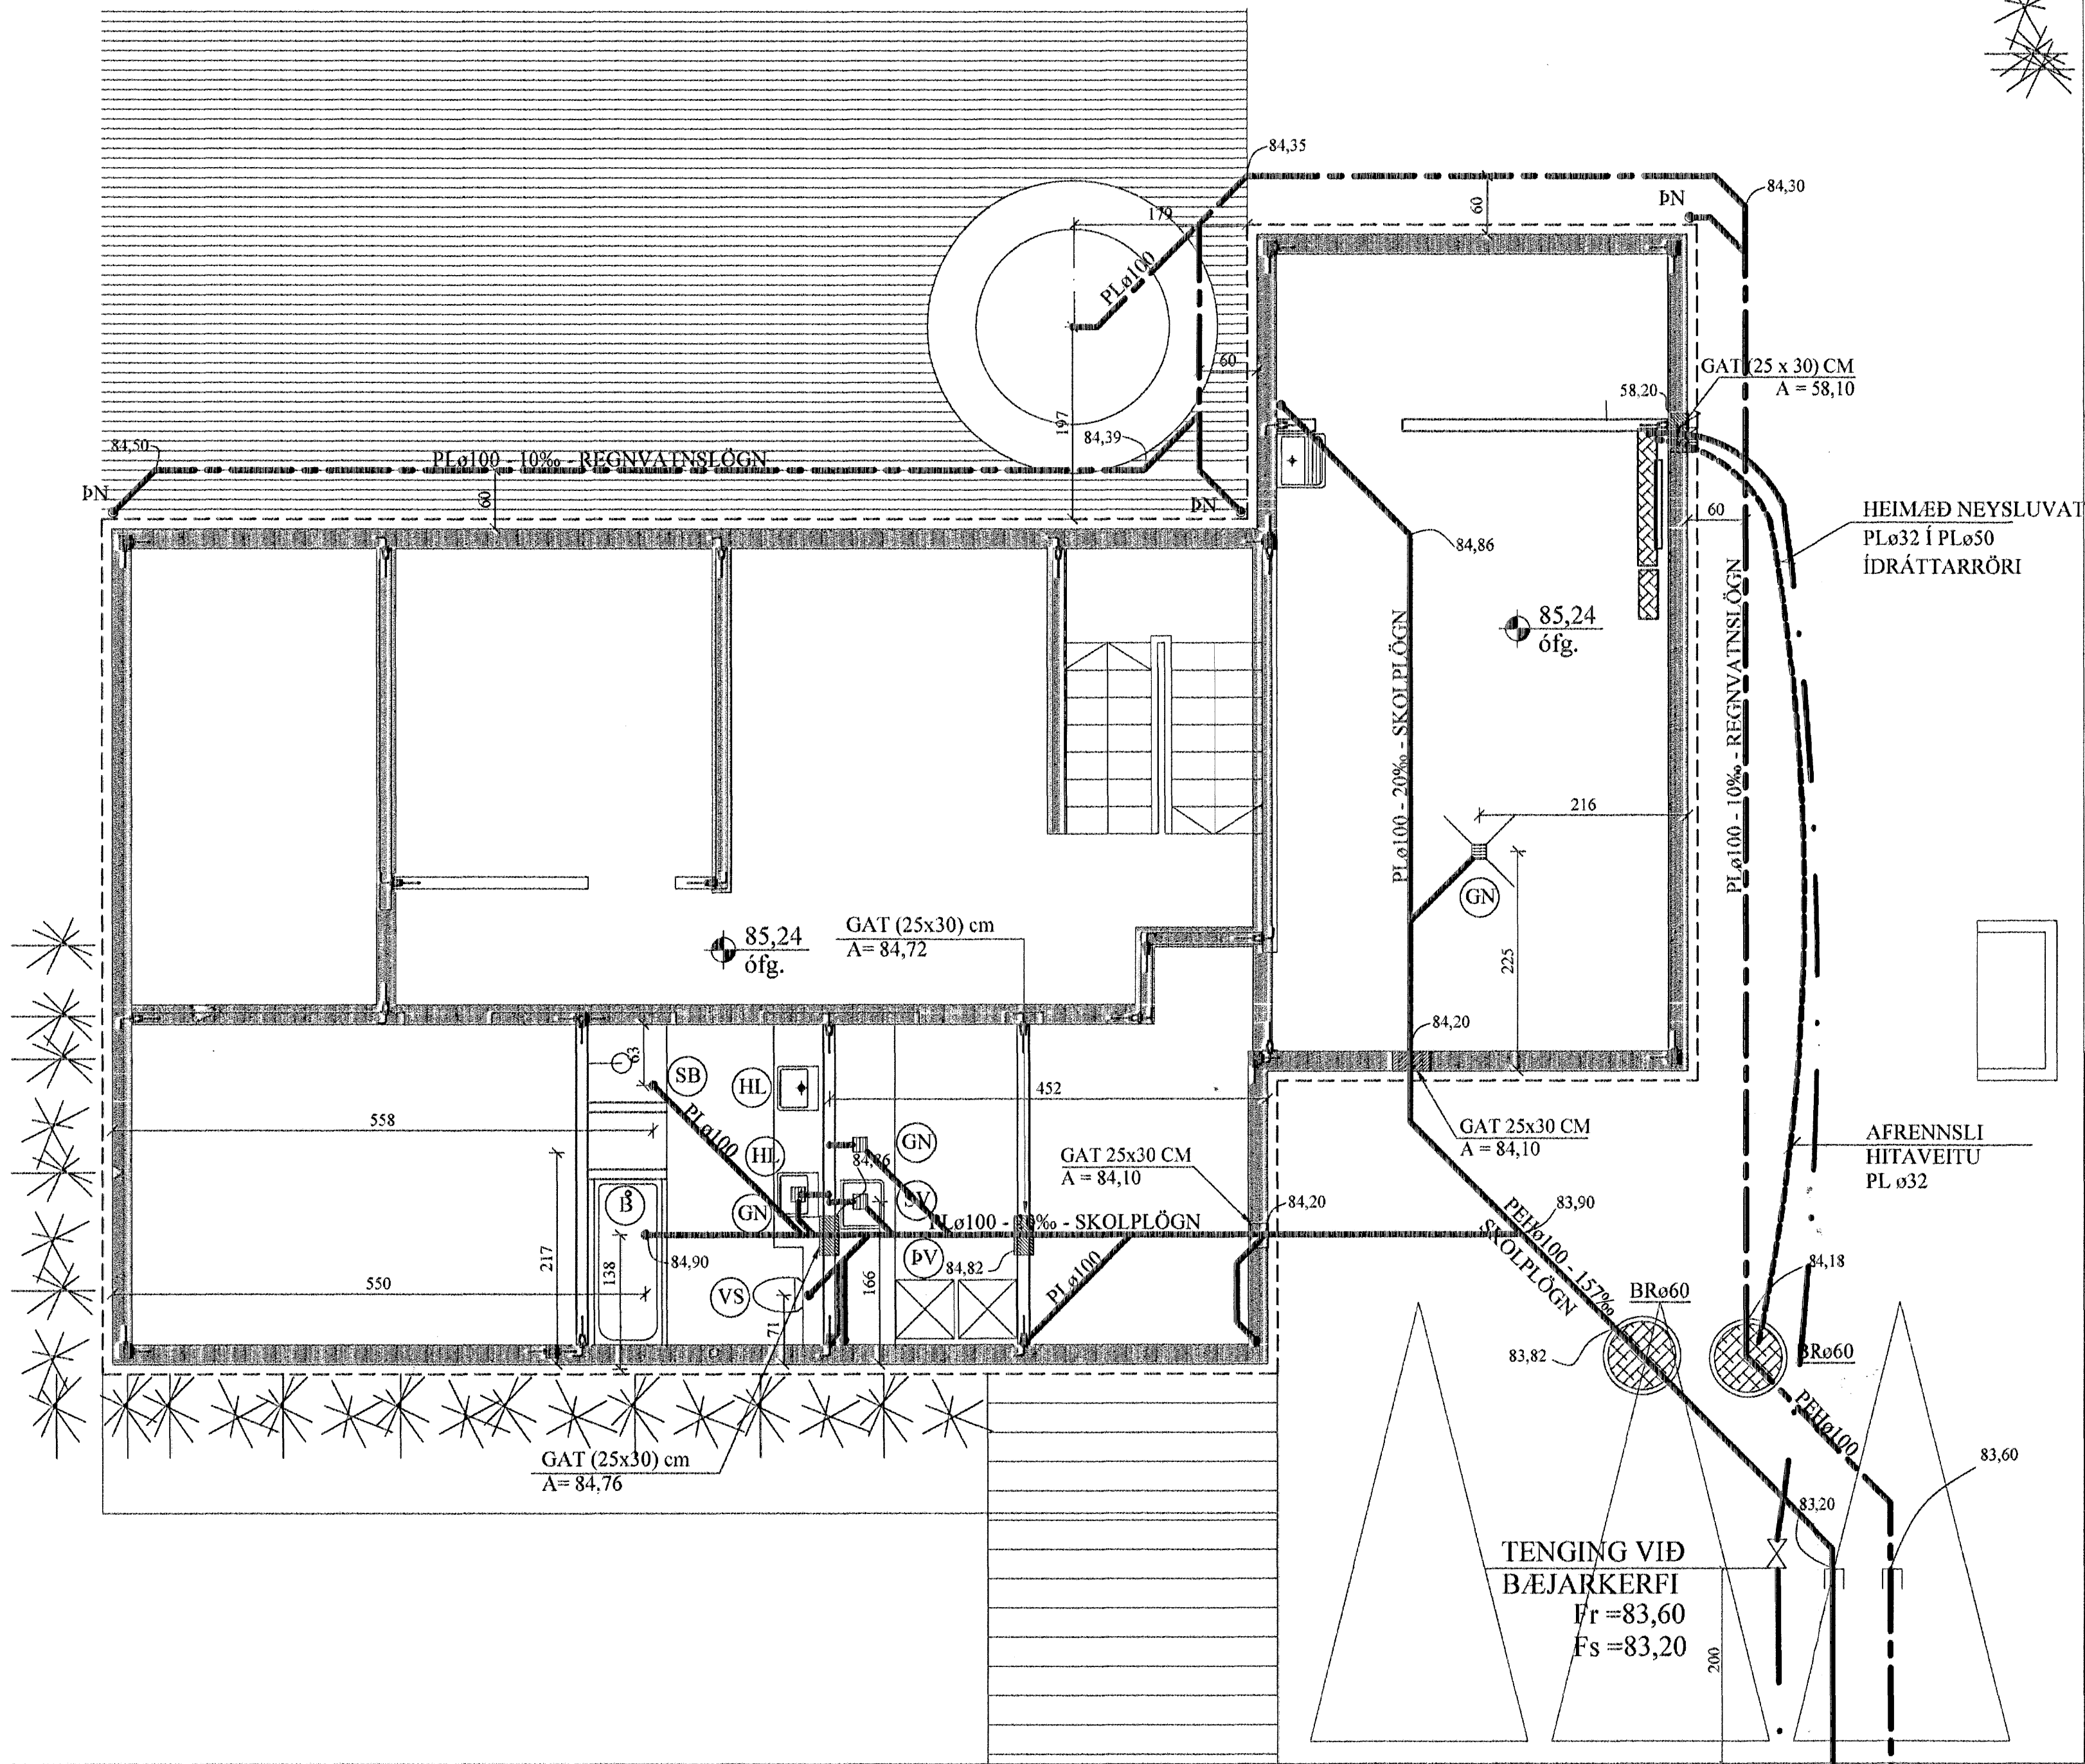 84,35
84,30
ÞN
60
179
PLø100
GAT (25 x 30) CM
A = 58,10
58,20
60
197
84,39
84,50
PLø100 - 10‰ - REGNVATNSLÖGN
ÞN
60
ÞN
60
HEIMÆÐ NEYSLUVAT
PLø32 Í PLø50
ÍDRÁTTARRÖRI
84,86
85,24
ófg.
PLø100 - 20‰ - SKOLPLÖGN
PLø100 - 10‰ - REGNVATNSLÖGN
216
GN
225
GAT (25x30) cm
A= 84,72
85,24
ófg.
84,20
63
SB
HL
452
558
PLø100
GN
HL
84,86
GAT 25x30 CM
A = 84,10
GAT 25x30 CM
A = 84,10
AFRENNSLI
HITAVEITU
PL ø32
Å
GN
SV
84,20
PLø100 - - SKOLPLÖGN
83,90
PEHø100 - 157‰
SKOLPLÖGN
217
138
84,90
ÞV
84,82
PLø100
84,18
550
VS
166
71
BRø60
83,82
BRø60
PEHø100
GAT (25x30) cm
A= 84,76
83,60
83,20
TENGING VIÐ
BÆJARKERFI
Fr =83,60
Fs =83,20
200